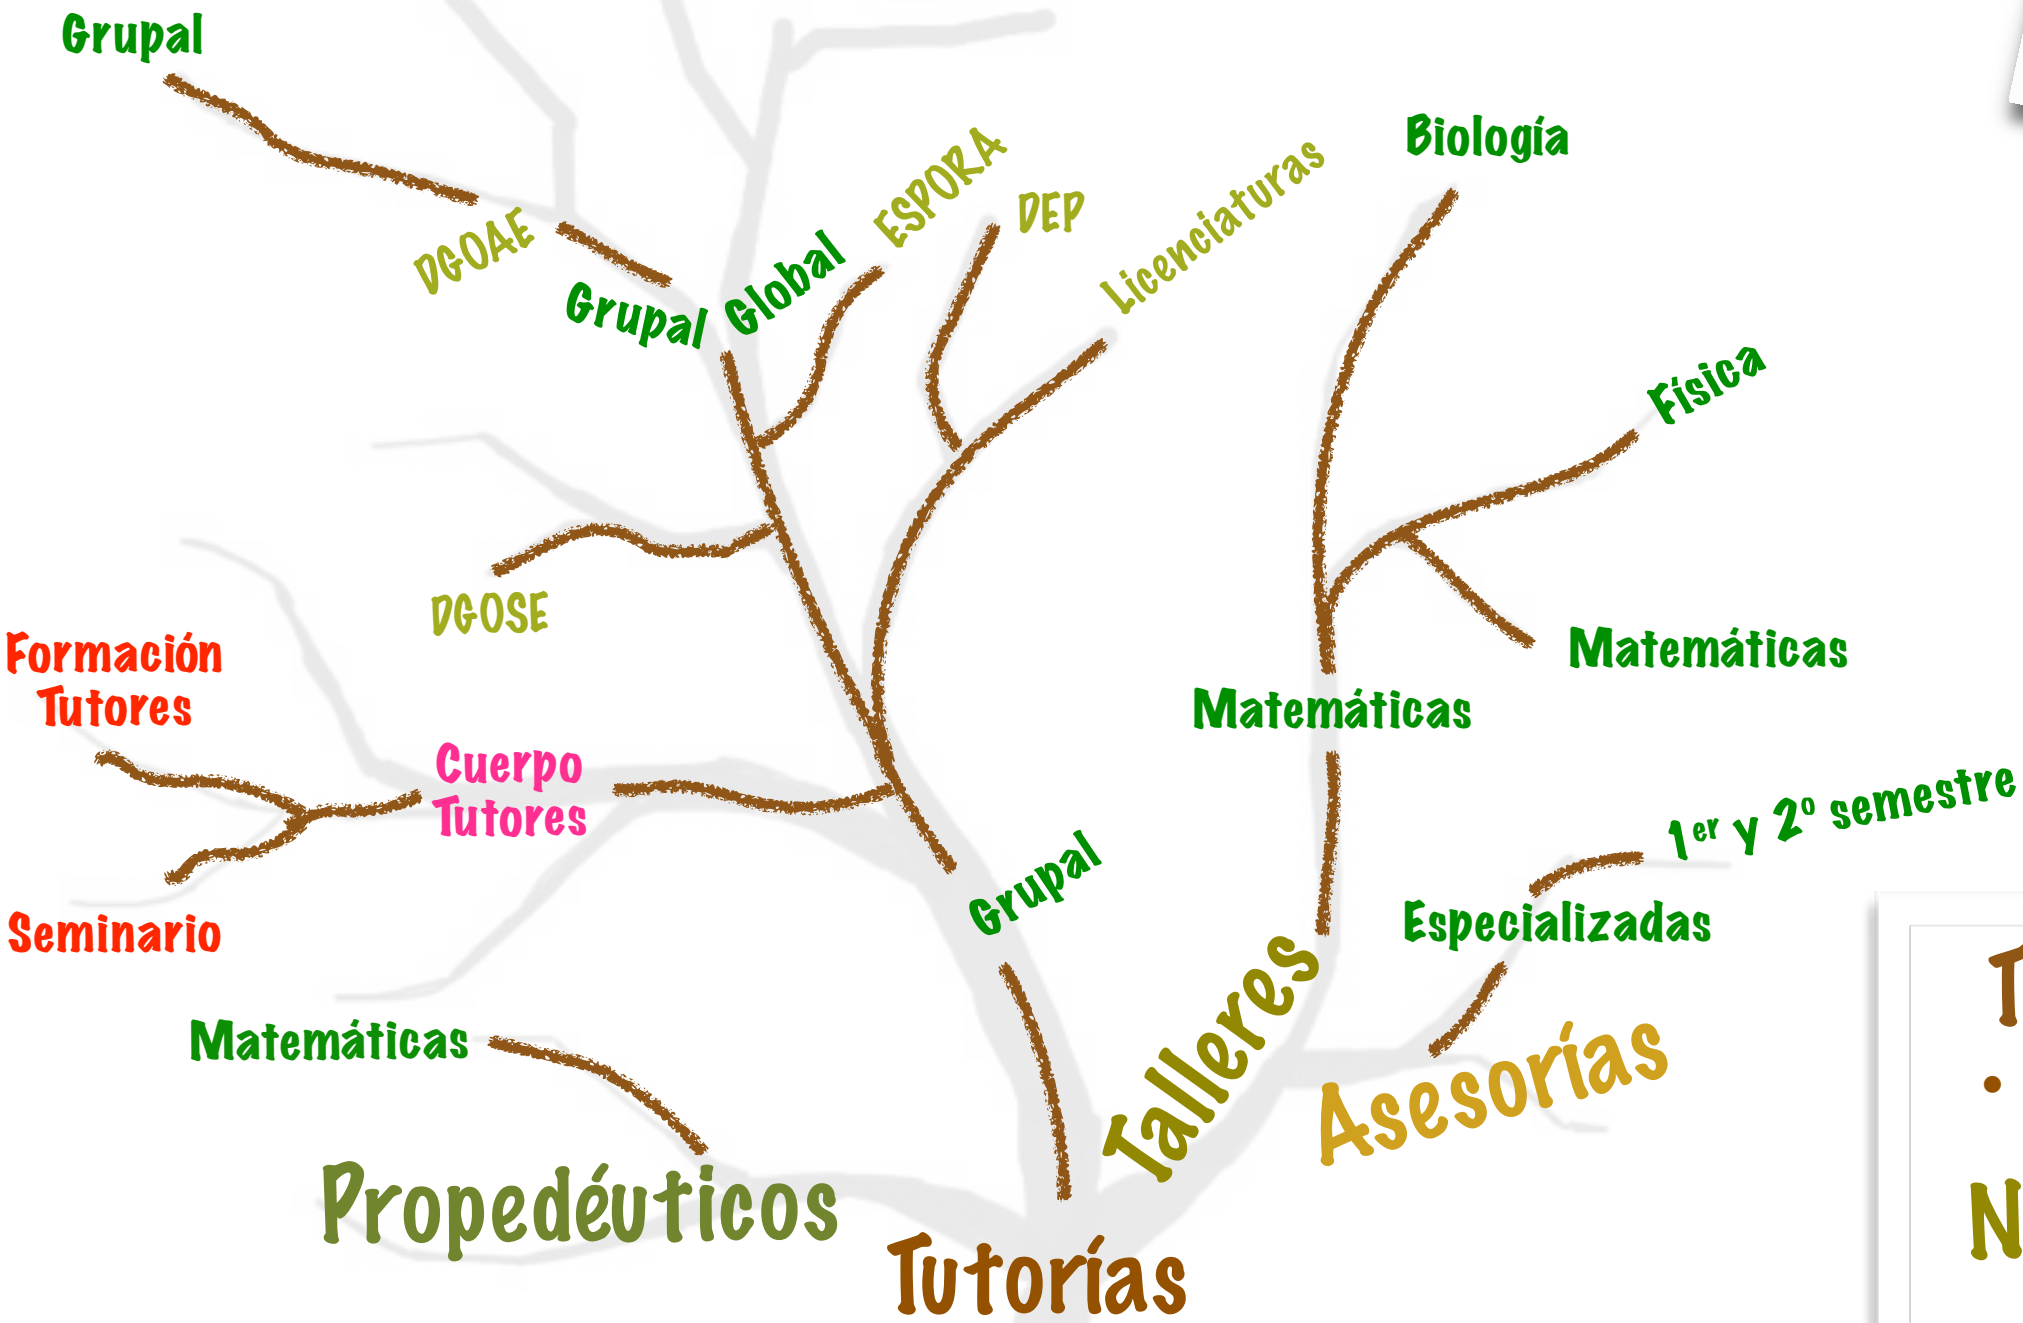 Grupal
Biología
ESPORA
DEP
Licenciaturas
DGOAE
Grupal Global
Física
DGOSE
Formación
Tutores
Matemáticas
Matemáticas
Cuerpo
Tutores
1er y 2º semestre
Grupal
Especializadas
Seminario
Talleres
Matemáticas
Asesorías
Propedéuticos
Tutorías